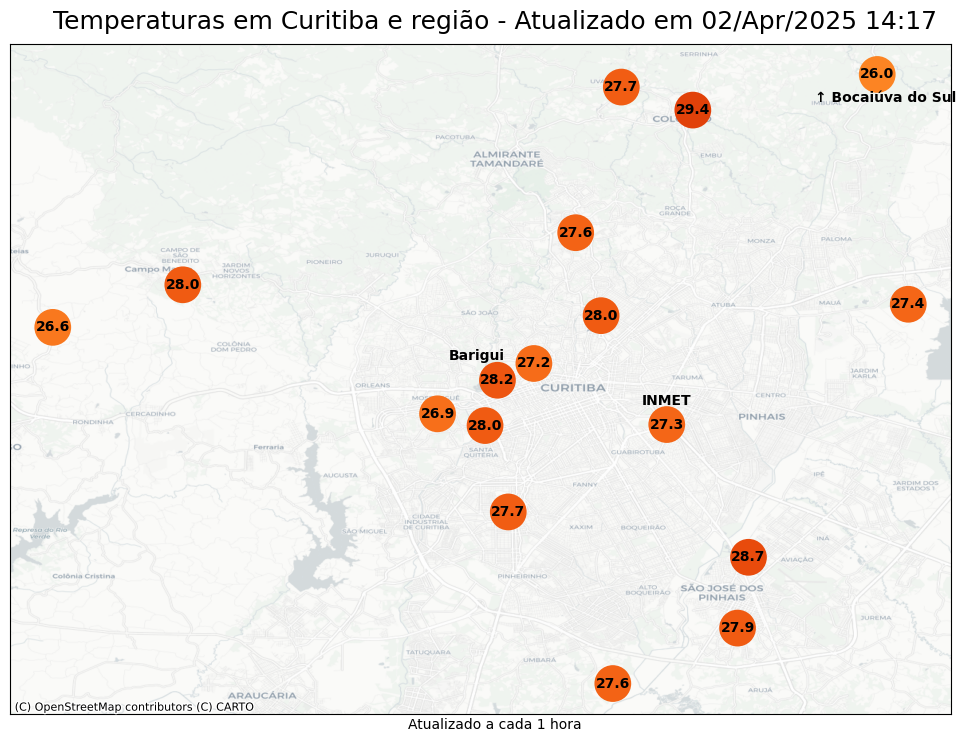 Temperaturas em Curitiba e região - Atualizado em 02/Apr/2025 14:17
SERRINHA
26.0
27.7
↑ Bocaiúva do Sul
29.4
PACOTUBA
ALMIRANTE
TAMANDARÉ
EMBU
ROÇA
GRANDE
27.6
MONZA
PALOMA
CAMPO DE
SÃO
BENEDITO
JURUQUI
PIONEIRO
JARDIM
NOVOS
HORIZONTES
28.0
27.4
MAUÁ
ATUBA
SÃO JOÃO
28.0
26.6
COLÔNIA
DOM PEDRO
Barigui
27.2
28.2
CURITIBA
TARUMÃ
JARDIM
KARLA
ORLEANS
CENTRO
INMET
26.9
CERCADINHO
RONDINHA
28.0
27.3
PINHAIS
Ferraria
SANTA
QUITÉRIA
GUABIROTUBA
AUGUSTA
IPÊ
FANNY
JARDIM DOS
ESTADOS I
27.7
CIDADE
INDUSTRIAL
DE CURITIBA
SÃO MIGUEL
XAXIM
BOQUEIRÃO
Represa do Rio
Verde
INÁ
28.7
AVIAÇÃO
Colônia Cristina
PINHEIRINHO
ALTO
BOQUEIRÃO
SÃO JOSÉ DOS
PINHAIS
JUREMA
27.9
TATUQUARA
UMBARÁ
27.6
ARUJÁ
ARAUCÁRIA
(C) OpenStreetMap contributors (C) CARTO
Atualizado a cada 1 hora